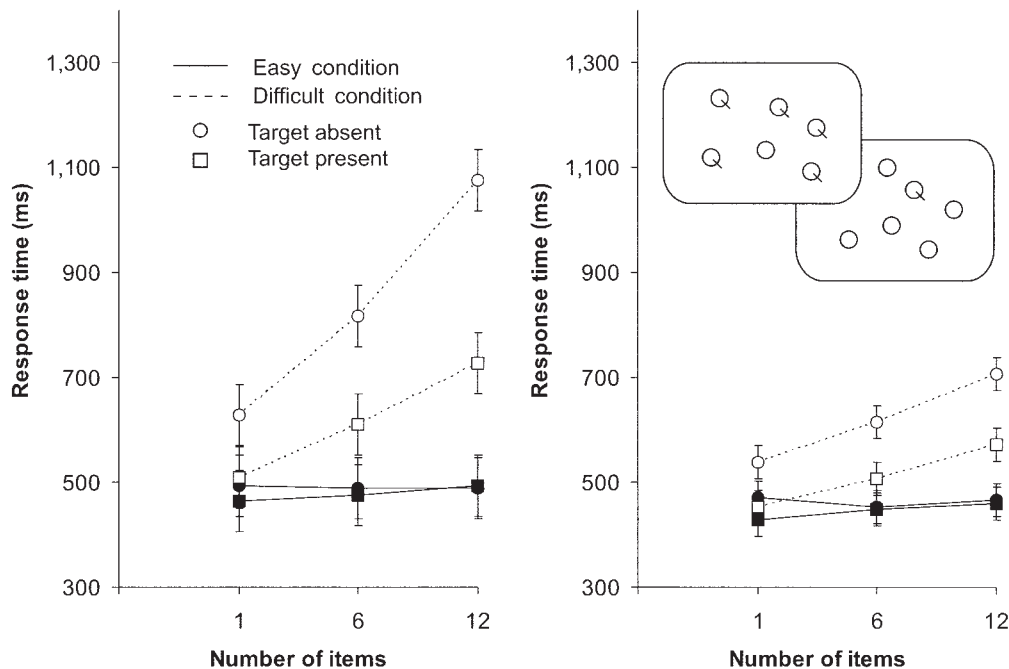 1,300
1,100
900
700
500
300
Response time (ms)
Easy condition
Difficult condition
Target absent
Target present
1 6 12
Number of items
1,300
1,100
900
700
500
300
Response time (ms)
1 6 12
Number of items